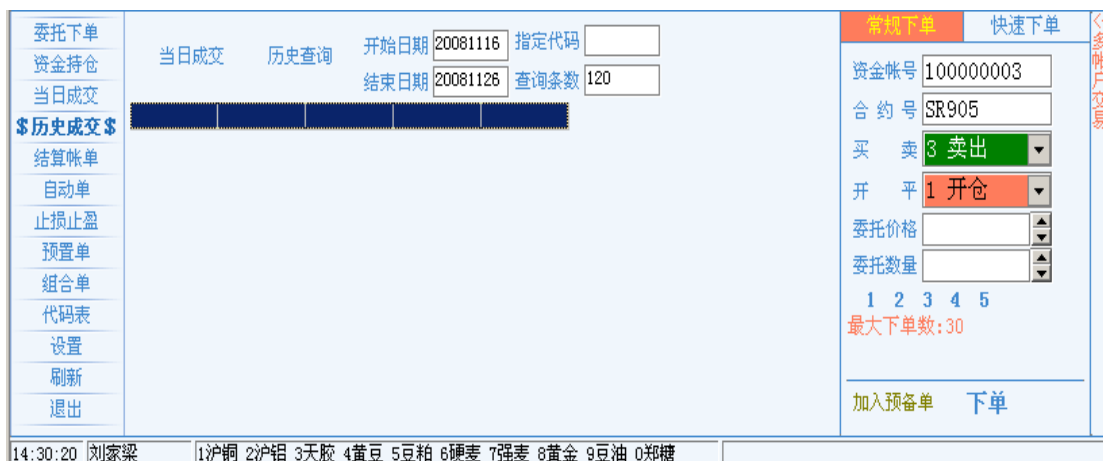 委托下单
资金持仓
当日成交
$历史成交$
结算帐单
自动单
止损止盈
预置单
组合单
代码表
设置
刷新
退出
当日成交 历史查询 开始日期 20081116 指定代码
结束日期 20081126 查询条数 120
常规下单 快速下单
资金帐号 100000003
合约号 SR905
买卖 3 卖出
开平 1 开仓
委托价格
委托数量
1 2 3 4 5
最大下单数:30
加入预备单 下单
<-多帐户交易
14:30:20 刘家梁 1沪铜 2沪铝 3天胶 4黄豆 5豆粕 6硬麦 7强麦 8黄金 9豆油 0郑糖